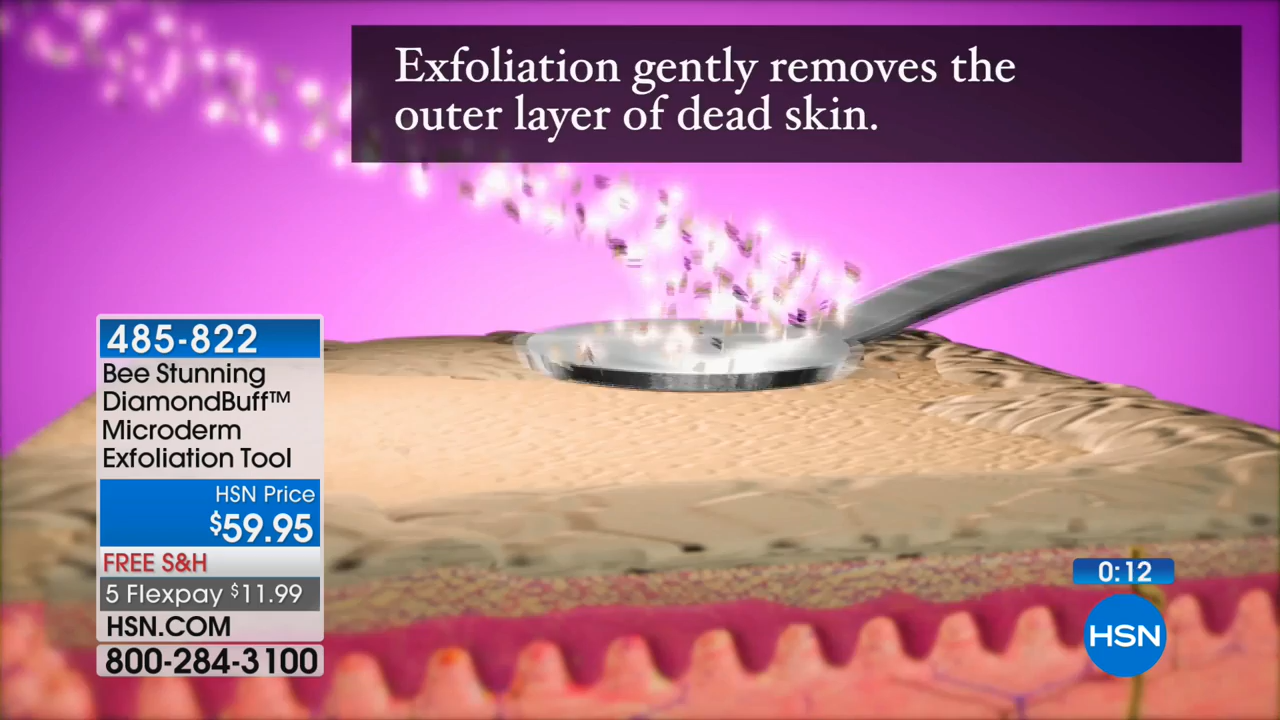 Exfoliation gently removes the
outer layer of dead skin.
485-822
Bee Stunning
DiamondBuff™
Microderm
Exfoliation Tool
HSN Price
$59.95
FREE S&H
5 Flexpay $11.99
HSN.COM
800-284-3100
0:12
HSN